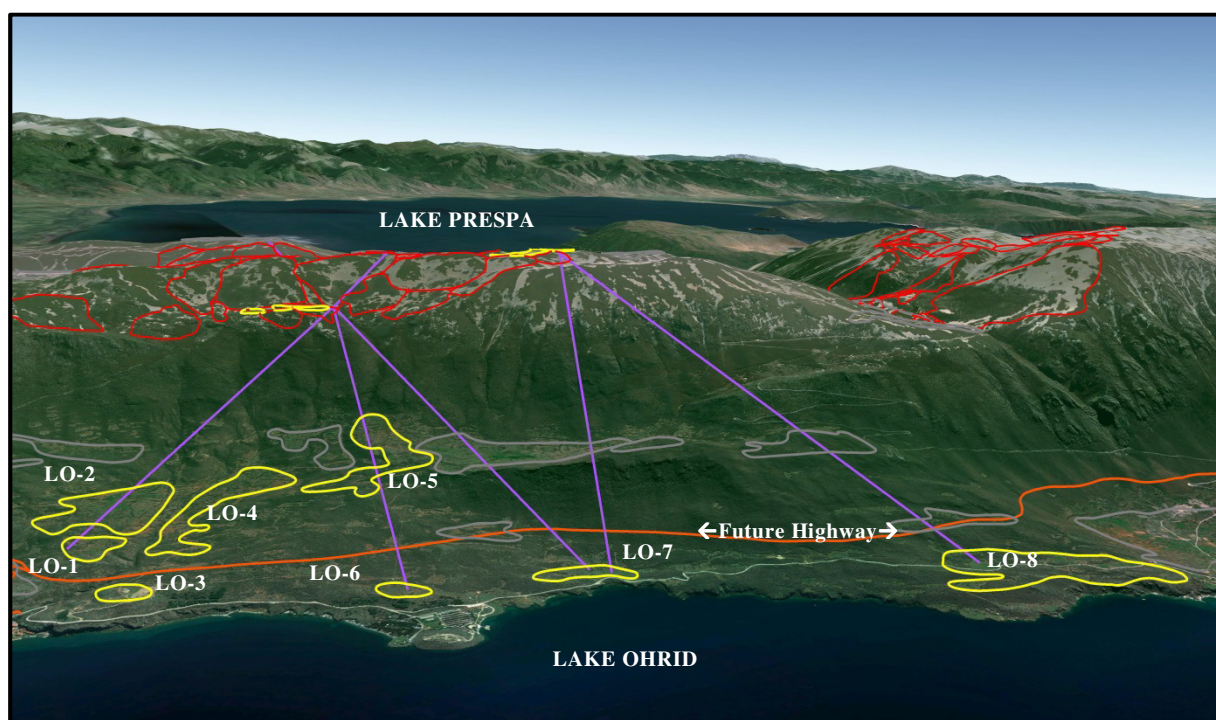 LAKE PRESPA
LO-2
LO-5
LO-4
←Future Highway→
LO-7
LO-1
LO-8
LO-6
LO-3
LAKE OHRID